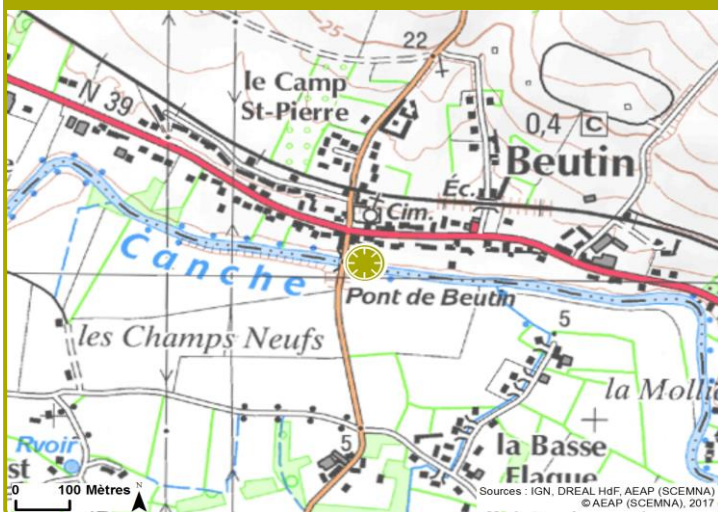 25
22
le Camp
St-Pierre
N 39
0,4
C
Beutin
Éc.
Cim.
Canche
Pont de Beutin
les Champs Neufs
5
la Molli
5
Rvoir
st
la Basse
Flaque
0 100 Mètres N
Sources : IGN, DREAL HdF, AEAP (SCEMNA)
© AEAP (SCEMNA), 2017